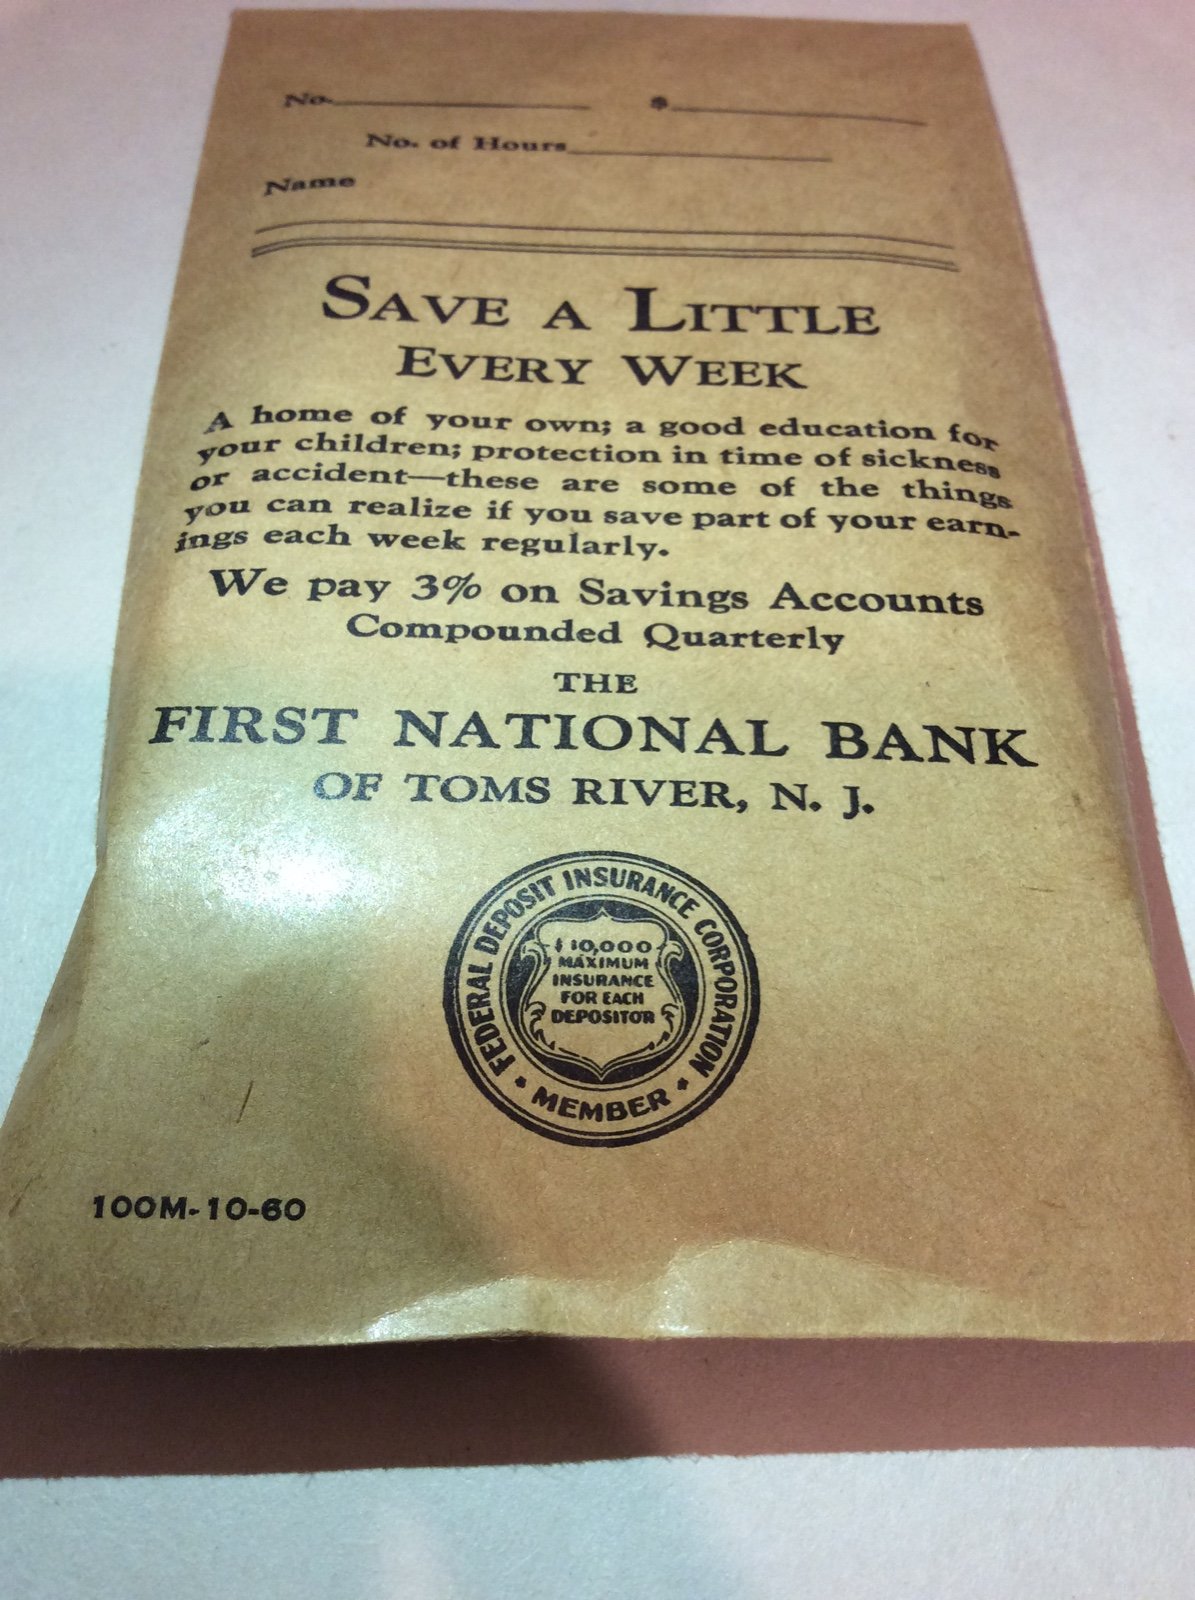 No. $
No. of Hours
Name
SAVE A LITTLE
EVERY WEEK
A home of your own; a good education for
your children; protection in time of sickness
or accident—these are some of the things
you can realize if you save part of your earn-
ings each week regularly.
We pay 3% on Savings Accounts
Compounded Quarterly
THE
FIRST NATIONAL BANK
OF TOMS RIVER, N. J.
FEDERAL DEPOSIT INSURANCE CORPORATION
$10,000
MAXIMUM
INSURANCE
FOR EACH
DEPOSITOR
• MEMBER •
100M-10-60